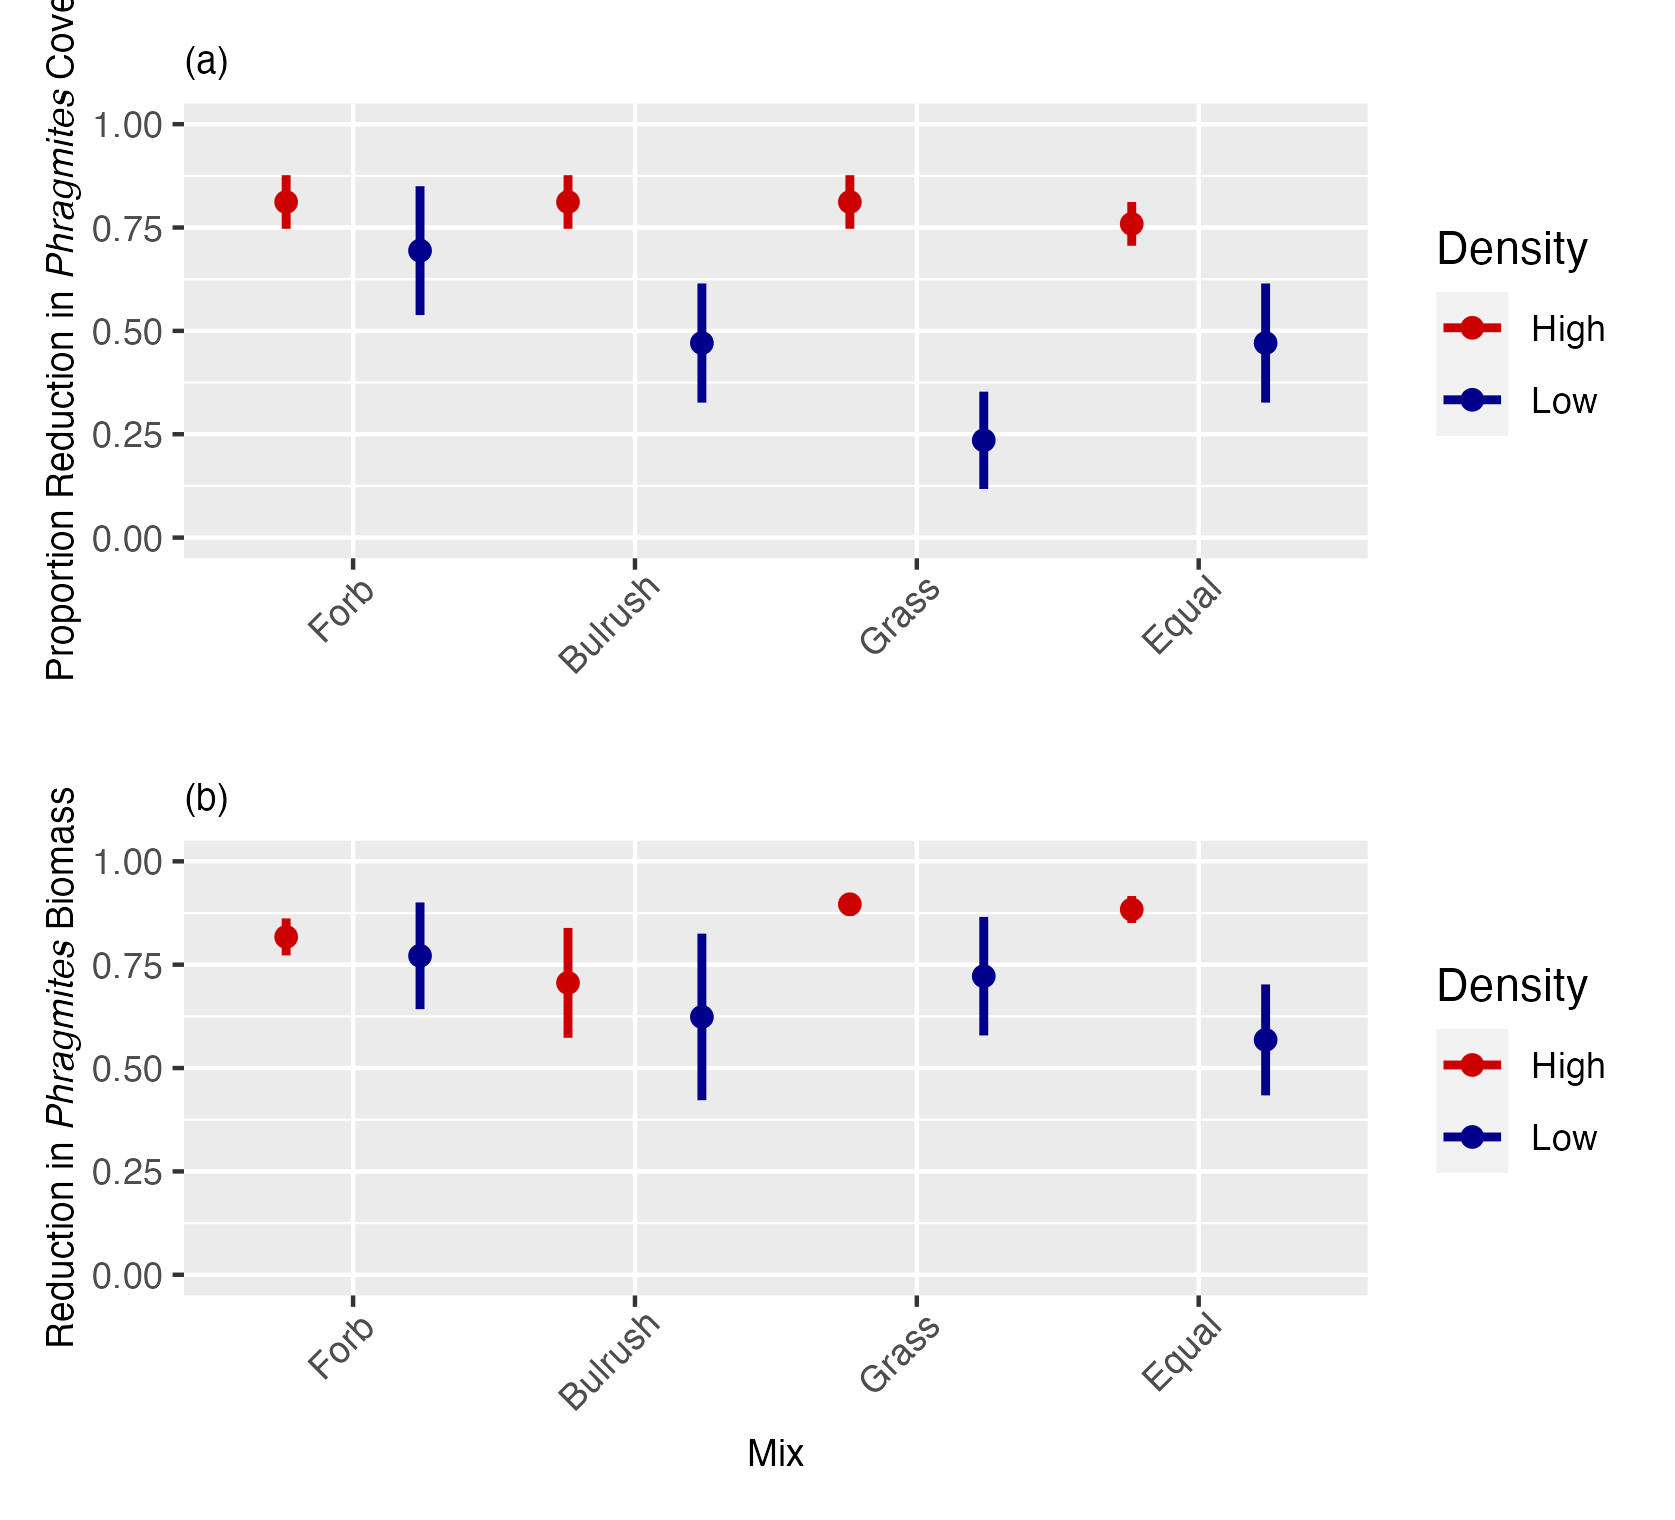 (a)
Proportion Reduction in Phragmites Cove
1.00
0.75
0.50
0.25
0.00
Forb
Bulrush
Grass
Equal
Density
High
Low
(b)
Reduction in Phragmites Biomass
1.00
0.75
0.50
0.25
0.00
Forb
Bulrush
Grass
Equal
Mix
Density
High
Low